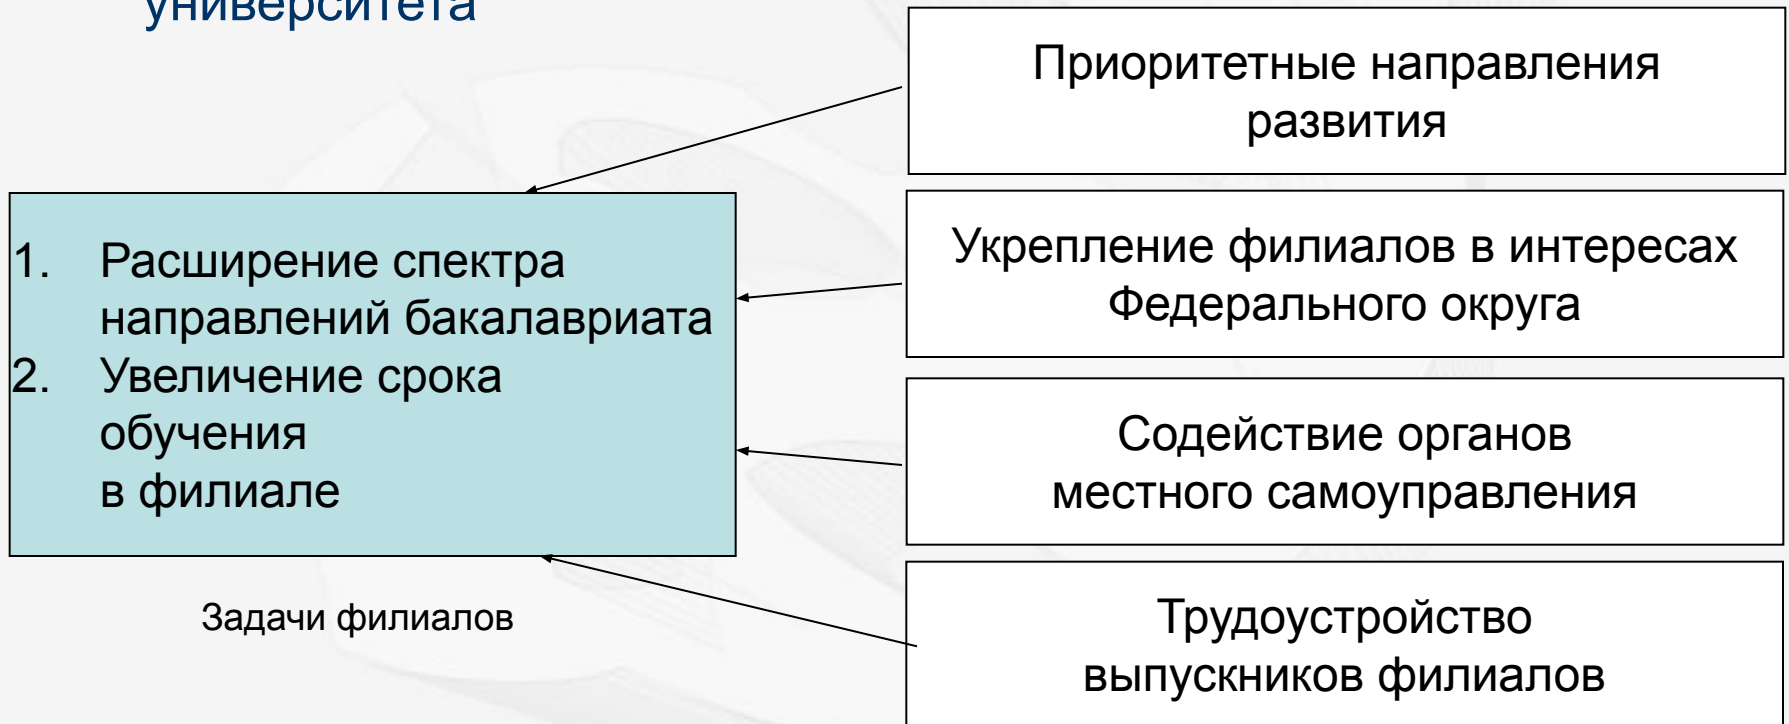 университета
Приоритетные направления
развития
1. Расширение спектра
направлений бакалавриата
2. Увеличение срока
обучения
в филиале
Укрепление филиалов в интересах
Федерального округа
Содействие органов
местного самоуправления
Задачи филиалов
Трудоустройство
выпускников филиалов